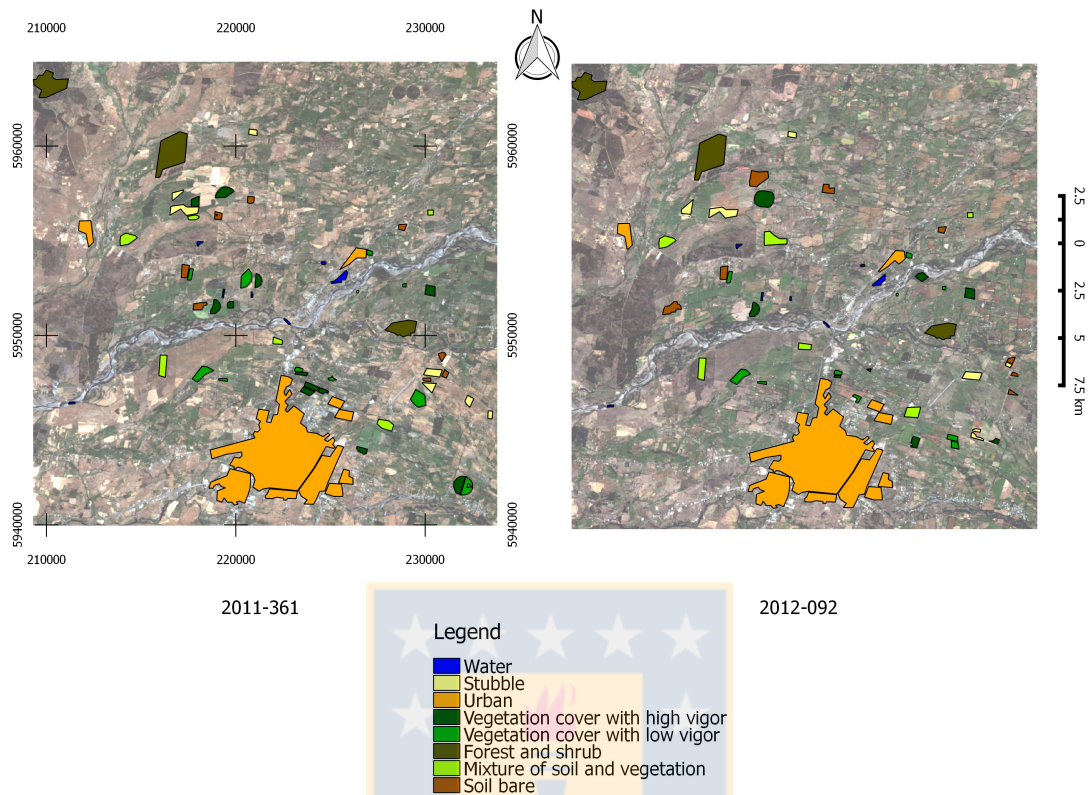 N
210000
220000
230000
5960000
5950000
5940000
5960000
5950000
5940000
2.5
0
2.5
5
7.5 km
210000
220000
230000
2011-361
2012-092
Legend
Water
Stubble
Urban
Vegetation cover with high vigor
Vegetation cover with low vigor
Forest and shrub
Mixture of soil and vegetation
Soil bare